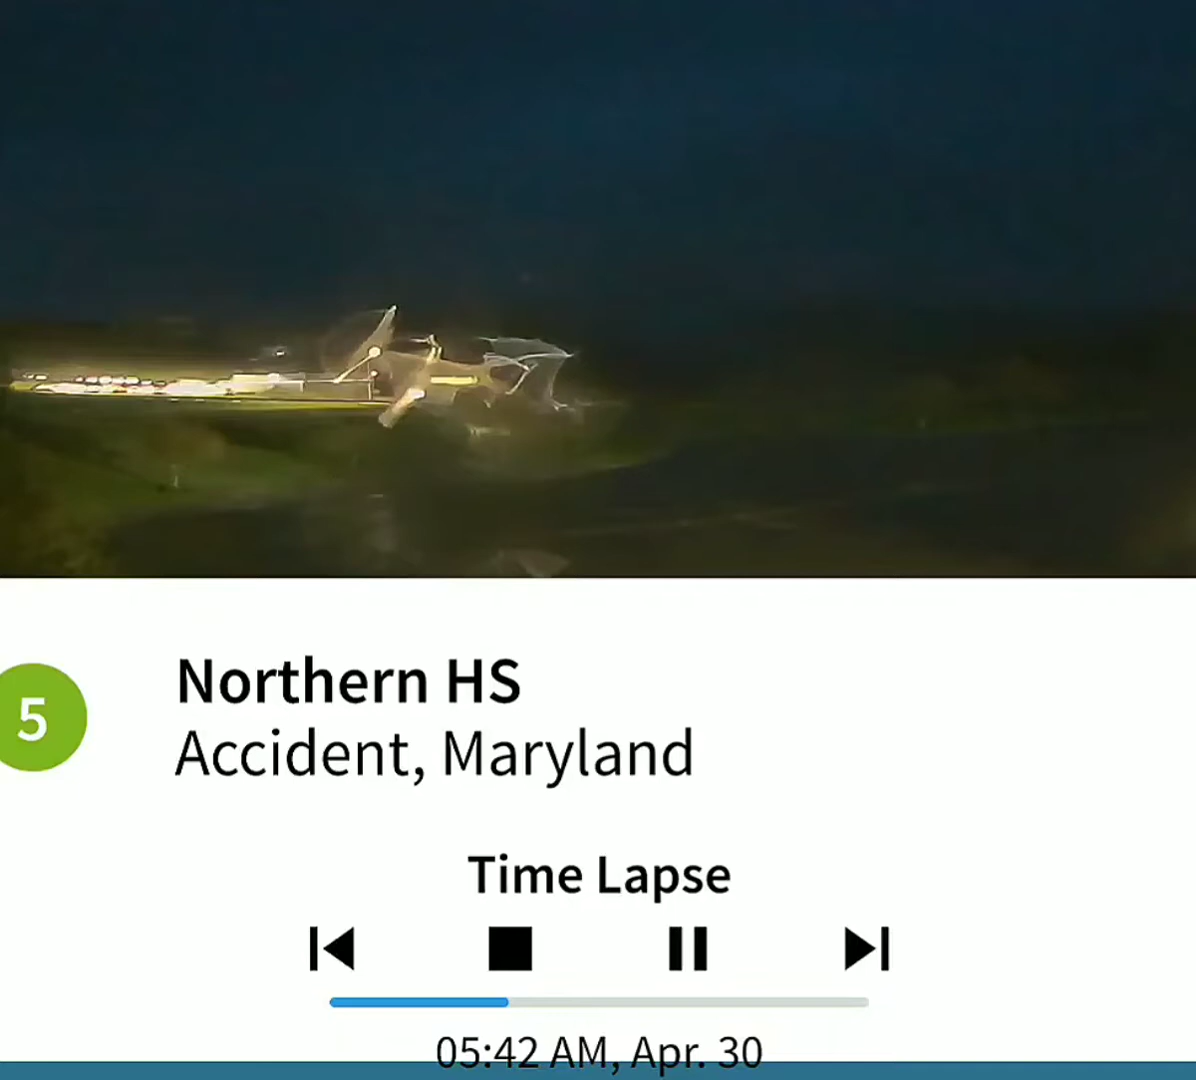 5
Northern HS
Accident, Maryland
Time Lapse
05:42 AM, Apr. 30